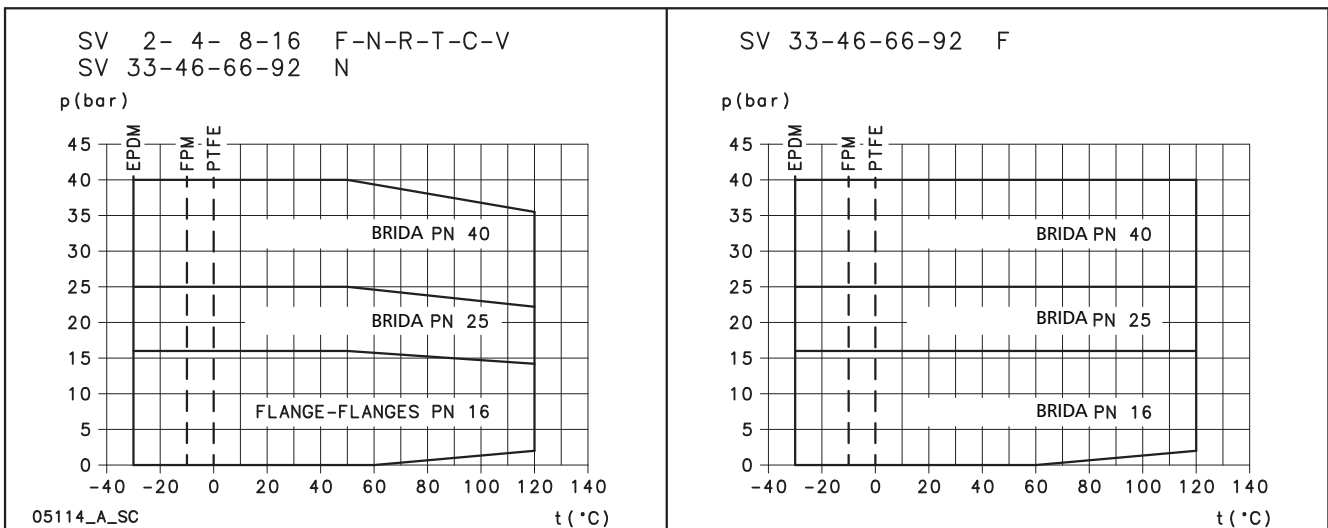 SV 2- 4- 8-16 F-N-R-T-C-V
SV 33-46-66-92 N
p(bar)
EPDM
FPM
PTFE
45
40
35
30
25
20
15
10
5
0
BRIDA PN 40
BRIDA PN 25
FLANGE-FLANGES PN 16
-40 -20 0 20 40 60 80 100 120 140
05114_A_SC
t(°C)
SV 33-46-66-92 F
p(bar)
EPDM
FPM
PTFE
45
40
35
30
25
20
15
10
5
0
BRIDA PN 40
BRIDA PN 25
BRIDA PN 16
-40 -20 0 20 40 60 80 100 120 140
t(°C)